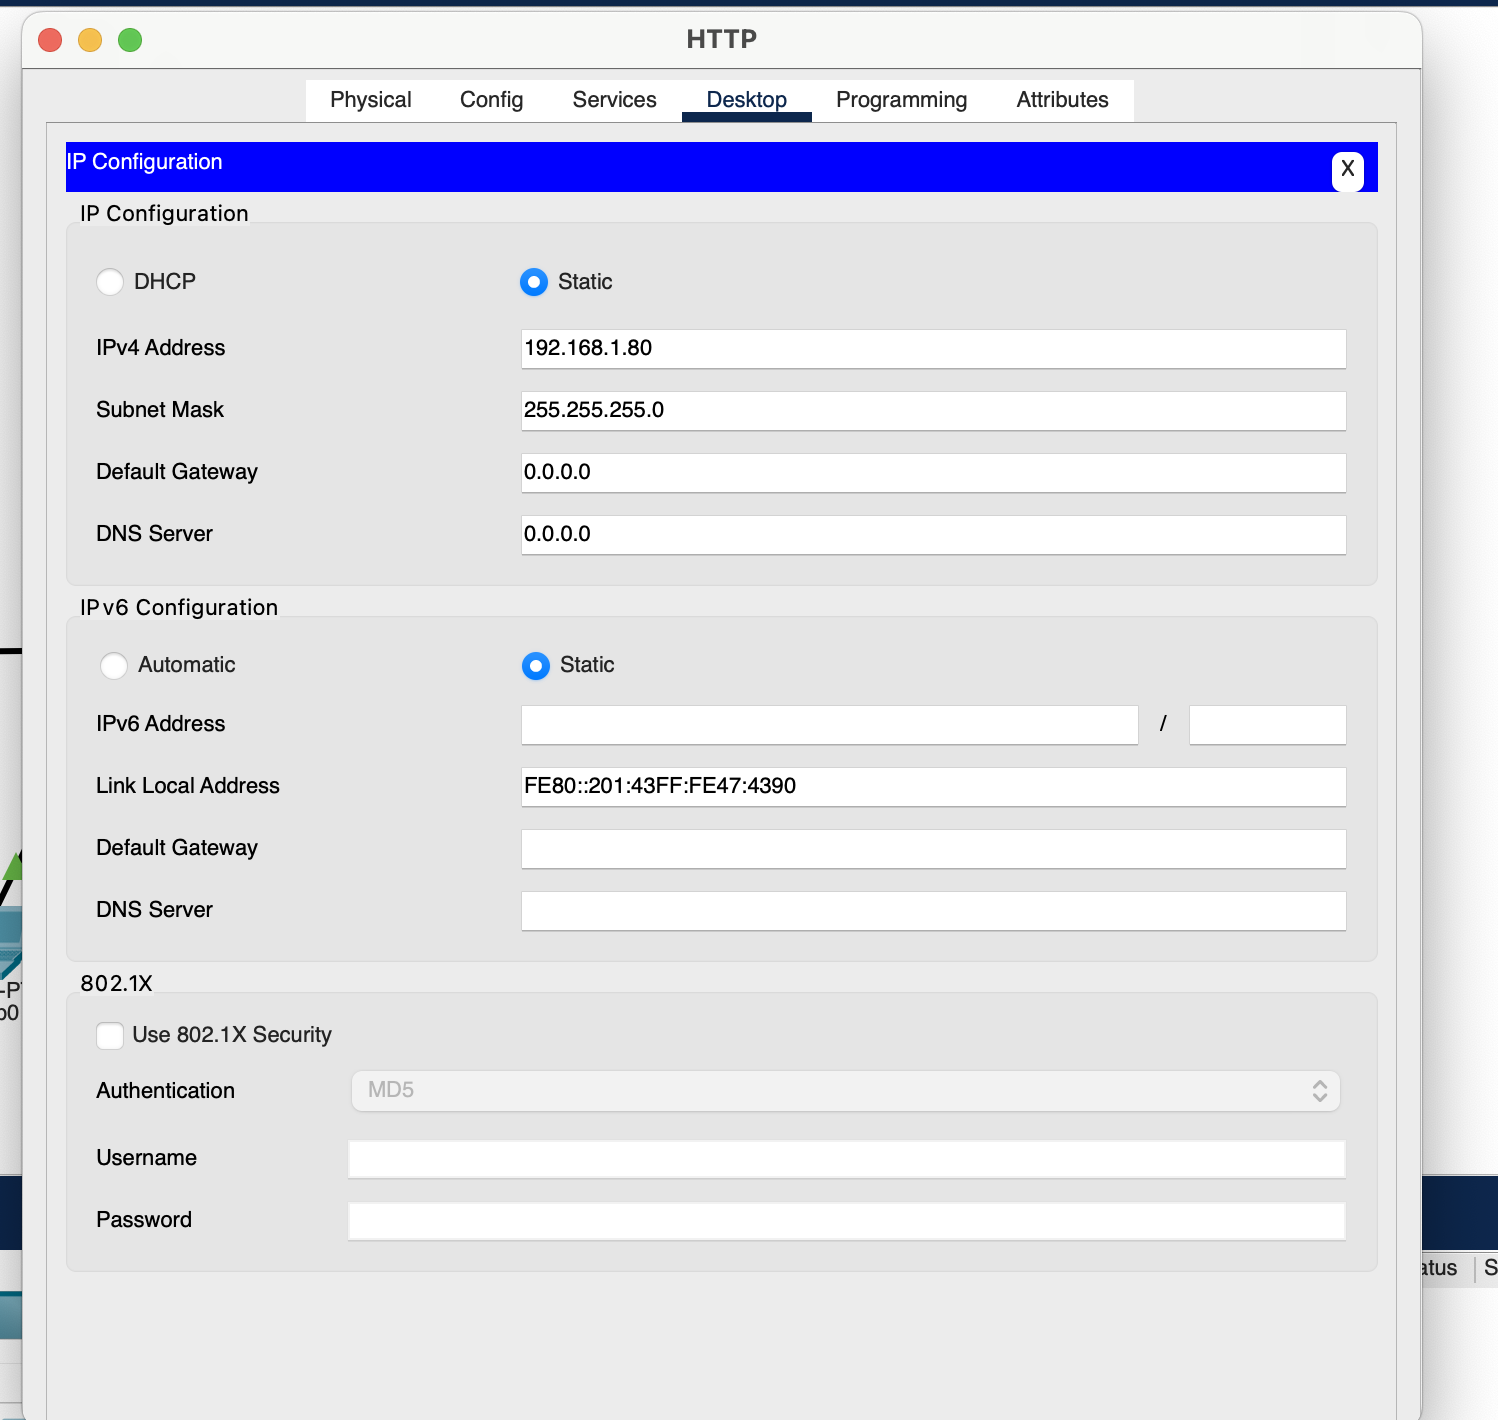 HTTP
Physical Config Services Desktop Programming Attributes
IP Configuration X
IP Configuration
DHCP Static
IPv4 Address 192.168.1.80
Subnet Mask 255.255.255.0
Default Gateway 0.0.0.0
DNS Server 0.0.0.0
IPv6 Configuration
Automatic Static
IPv6 Address /
Link Local Address FE80::201:43FF:FE47:4390
Default Gateway
DNS Server
802.1X
Use 802.1X Security
Authentication MD5
Username
Password